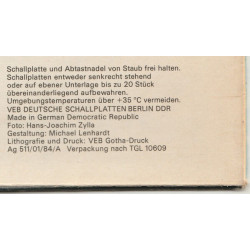 Schallplatte und Abtastnadel von Staub frei halten.
Schallplatten entweder senkrecht stehend
oder auf ebener Unterlage bis zu 20 Stück
übereinanderliegend aufbewahren.
Umgebungstemperaturen über +35 °C vermeiden.
VEB DEUTSCHE SCHALLPLATTEN BERLIN DDR
Made in German Democratic Republic
Foto: Hans-Joachim Zylla
Gestaltung: Michael Lenhardt
Lithografie und Druck: VEB Gotha-Druck
Ag 511/01/84/A Verpackung nach TGL 10609